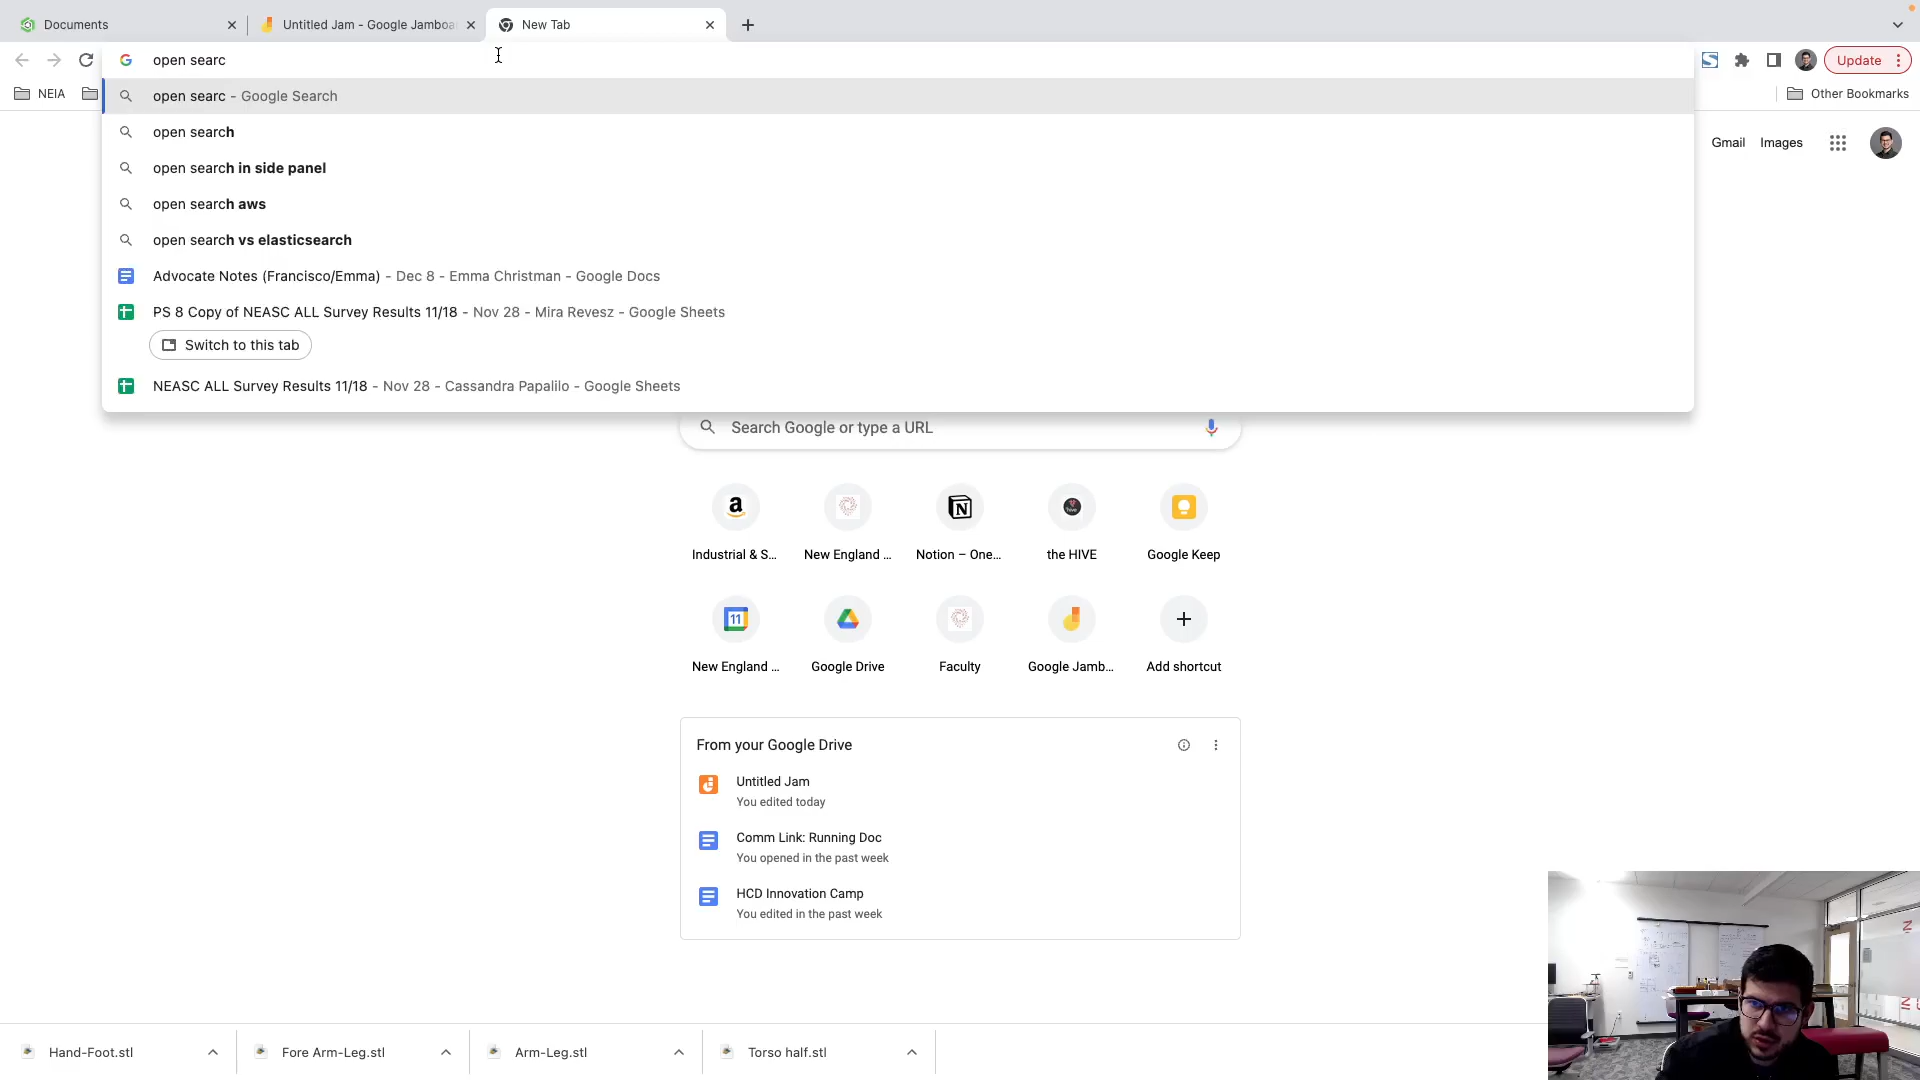 Documents
Untitled Jam - Google Jamboa
New Tab
open searc
Update
open searc - Google Search
NEIA
Other Bookmarks
open search
Gmail
Images
open search in side panel
open search aws
open search vs elasticsearch
Advocate Notes (Francisco/Emma) - Dec 8 - Emma Christman - Google Docs
PS 8 Copy of NEASC ALL Survey Results 11/18 - Nov 28 - Mira Revesz - Google Sheets
Switch to this tab
NEASC ALL Survey Results 11/18 - Nov 28 - Cassandra Papalilo - Google Sheets
Search Google or type a URL
Industrial & S...
New England ...
Notion – One...
the HIVE
Google Keep
11
New England ...
Google Drive
Faculty
Google Jamb...
Add shortcut
From your Google Drive
Untitled Jam
You edited today
Comm Link: Running Doc
You opened in the past week
HCD Innovation Camp
You edited in the past week
Hand-Foot.stl
Fore Arm-Leg.stl
Arm-Leg.stl
Torso half.stl